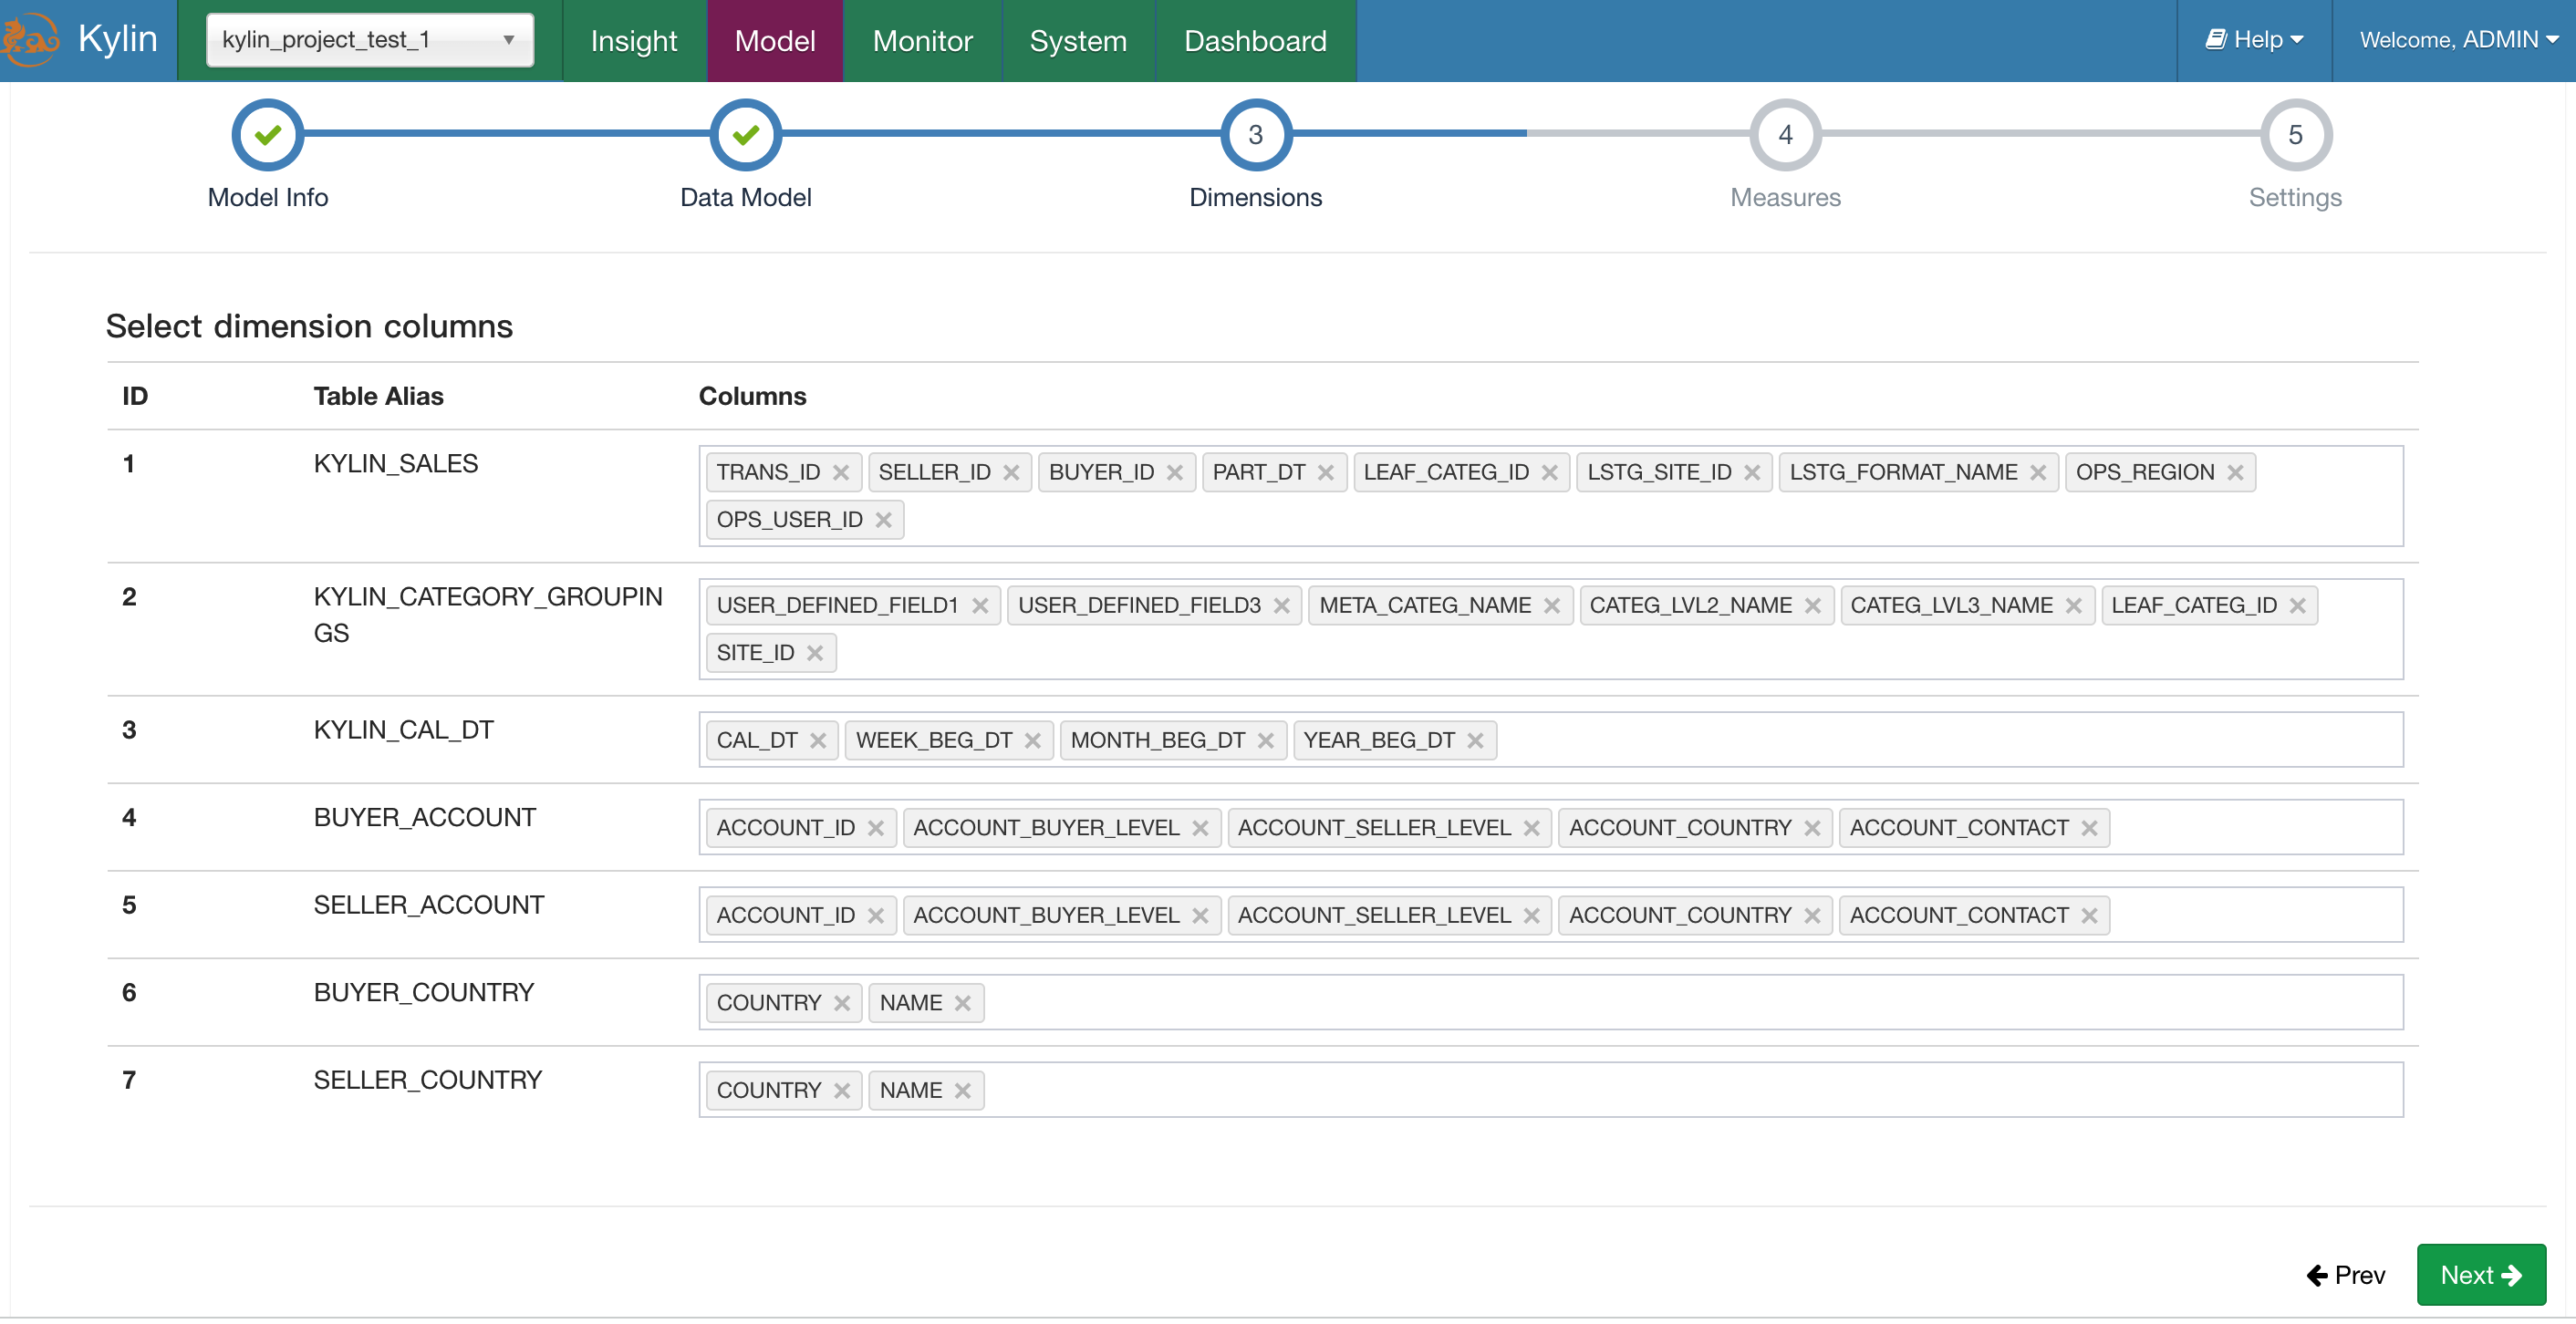 Kylin kylin_project_test_1 Insight Model Monitor System Dashboard Help Welcome, ADMIN
3 4 5
Model Info Data Model Dimensions Measures Settings
Select dimension columns
ID Table Alias Columns
1 KYLIN_SALES TRANS_ID SELLER_ID BUYER_ID PART_DT LEAF_CATEG_ID LSTG_SITE_ID LSTG_FORMAT_NAME OPS_REGION
OPS_USER_ID
2 KYLIN_CATEGORY_GROUPIN USER_DEFINED_FIELD1 USER_DEFINED_FIELD3 META_CATEG_NAME CATEG_LVL2_NAME CATEG_LVL3_NAME LEAF_CATEG_ID
GS SITE_ID
3 KYLIN_CAL_DT CAL_DT WEEK_BEG_DT MONTH_BEG_DT YEAR_BEG_DT
4 BUYER_ACCOUNT ACCOUNT_ID ACCOUNT_BUYER_LEVEL ACCOUNT_SELLER_LEVEL ACCOUNT_COUNTRY ACCOUNT_CONTACT
5 SELLER_ACCOUNT ACCOUNT_ID ACCOUNT_BUYER_LEVEL ACCOUNT_SELLER_LEVEL ACCOUNT_COUNTRY ACCOUNT_CONTACT
6 BUYER_COUNTRY COUNTRY NAME
7 SELLER_COUNTRY COUNTRY NAME
Prev Next